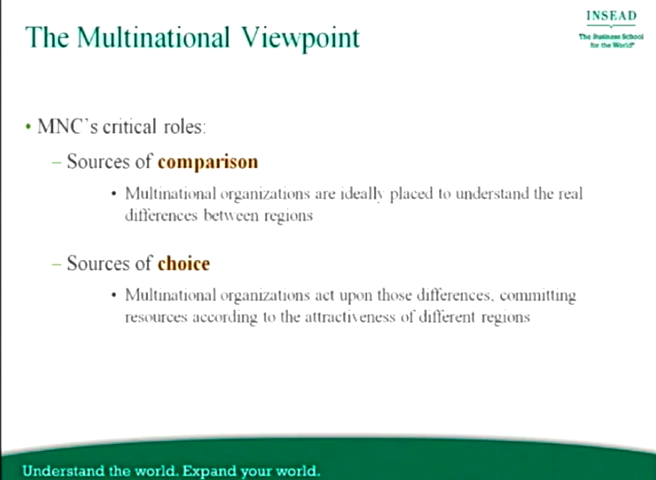 The Multinational Viewpoint
INSEAD
The Business School
for the World®
• MNC's critical roles:
– Sources of comparison
• Multinational organizations are ideally placed to understand the real
differences between regions
– Sources of choice
• Multinational organizations act upon those differences, committing
resources according to the attractiveness of different regions
Understand the world. Expand your world.